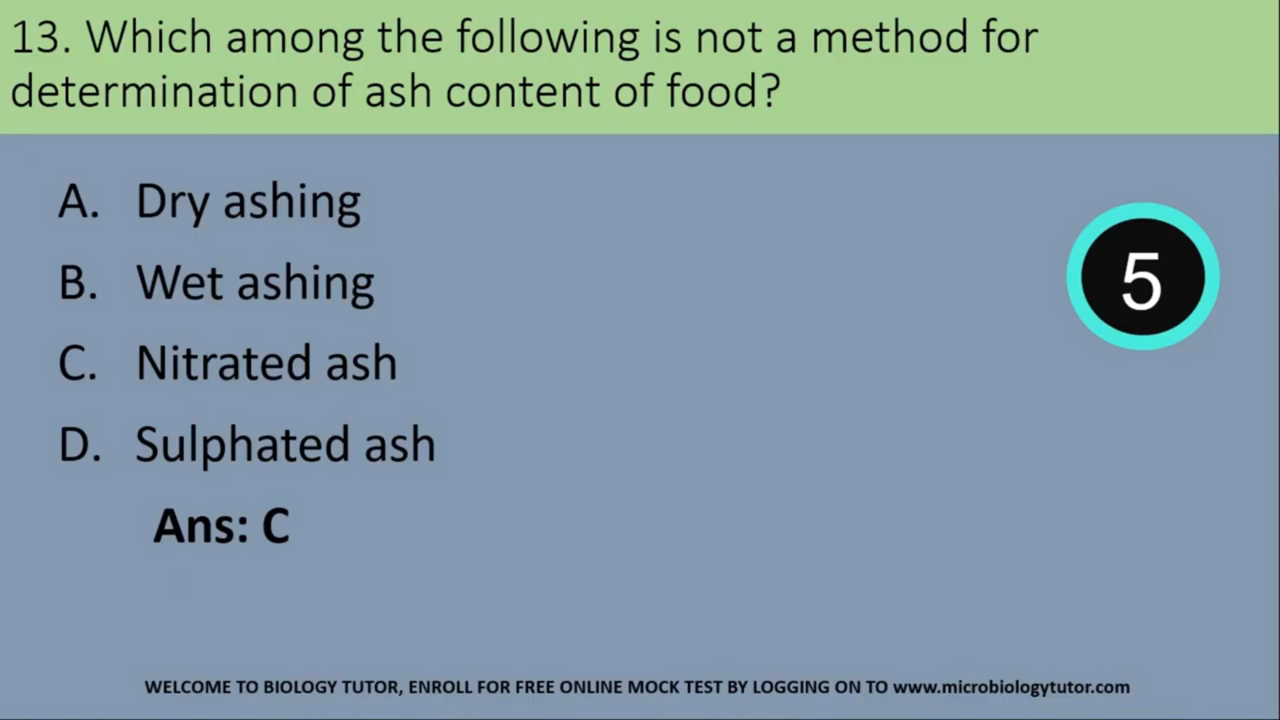 13. Which among the following is not a method for
determination of ash content of food?
A. Dry ashing
B. Wet ashing
C. Nitrated ash
D. Sulphated ash
Ans: C
5
WELCOME TO BIOLOGY TUTOR, ENROLL FOR FREE ONLINE MOCK TEST BY LOGGING ON TO www.microbiologytutor.com